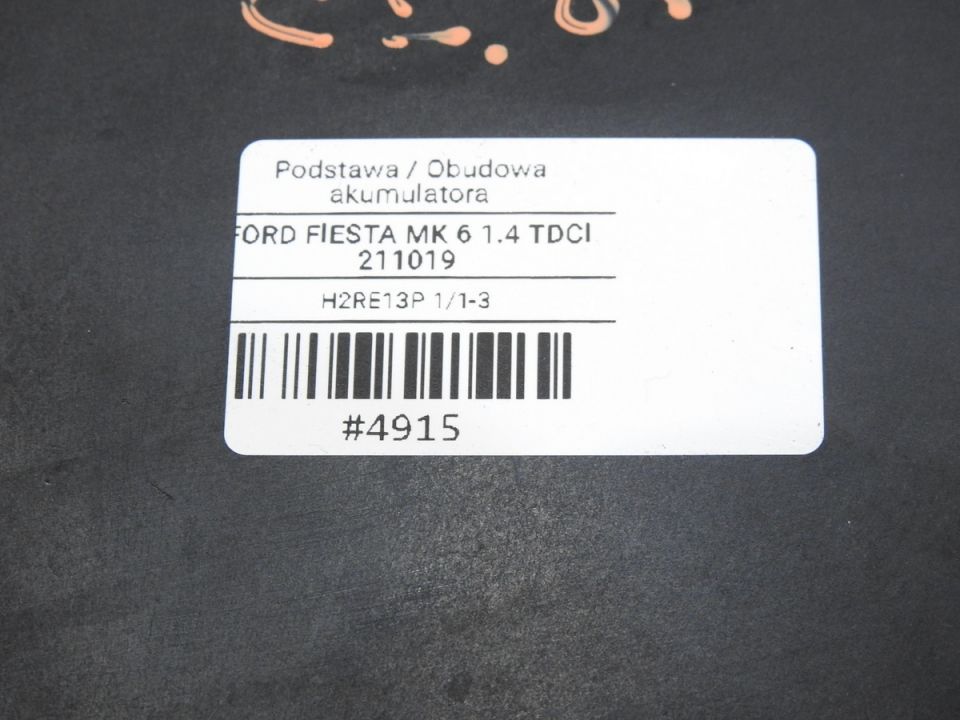 Podstawa / Obudowa
akumulatora
FORD FIESTA MK 6 1.4 TDCI
211019
H2RE13P 1/1-3
#4915